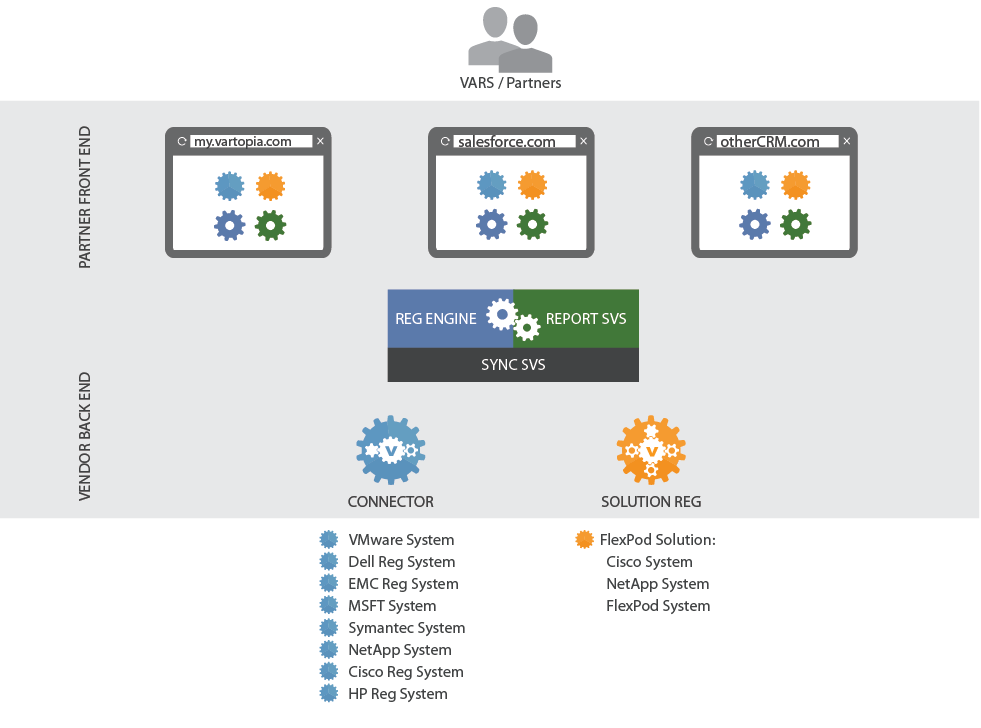 VARS / Partners
PARTNER FRONT END
my.vartopia.com
salesforce.com
otherCRM.com
REG ENGINE
REPORT SVS
SYNC SVS
VENDOR BACK END
V
CONNECTOR
V
SOLUTION REG
VMware System
Dell Reg System
EMC Reg System
MSFT System
Symantec System
NetApp System
Cisco Reg System
HP Reg System
FlexPod Solution:
Cisco System
NetApp System
FlexPod System